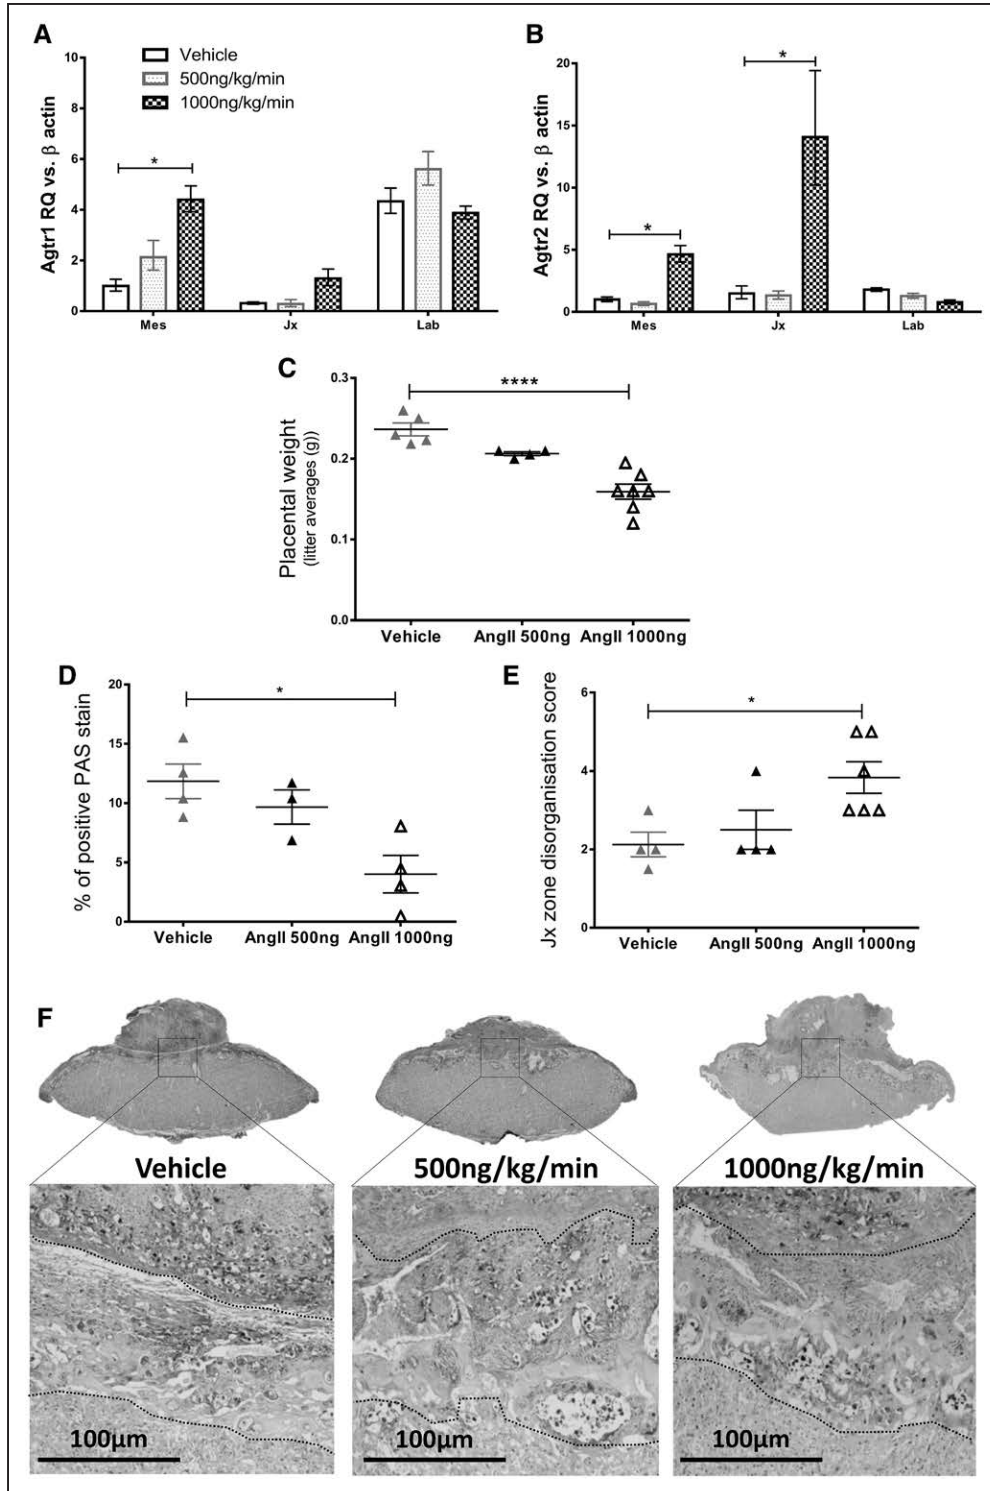 A
Vehicle
500ng/kg/min
1000ng/kg/min
Agtr1 RQ vs. β actin
10
8
6
4
2
0
*
Mes
Jx
Lab
B
Agtr2 RQ vs. β actin
20
15
10
5
0
*
*
Mes
Jx
Lab
C
Placental weight
(litter averages (g))
0.3
0.2
0.1
0.0
****
Vehicle
AngII 500ng
AngII 1000ng
D
% of positive PAS stain
20
15
10
5
0
*
Vehicle
AngII 500ng
AngII 1000ng
E
Jx zone disorganisation score
6
4
2
0
*
Vehicle
AngII 500ng
AngII 1000ng
F
Vehicle
500ng/kg/min
1000ng/kg/min
100µm
100µm
100µm